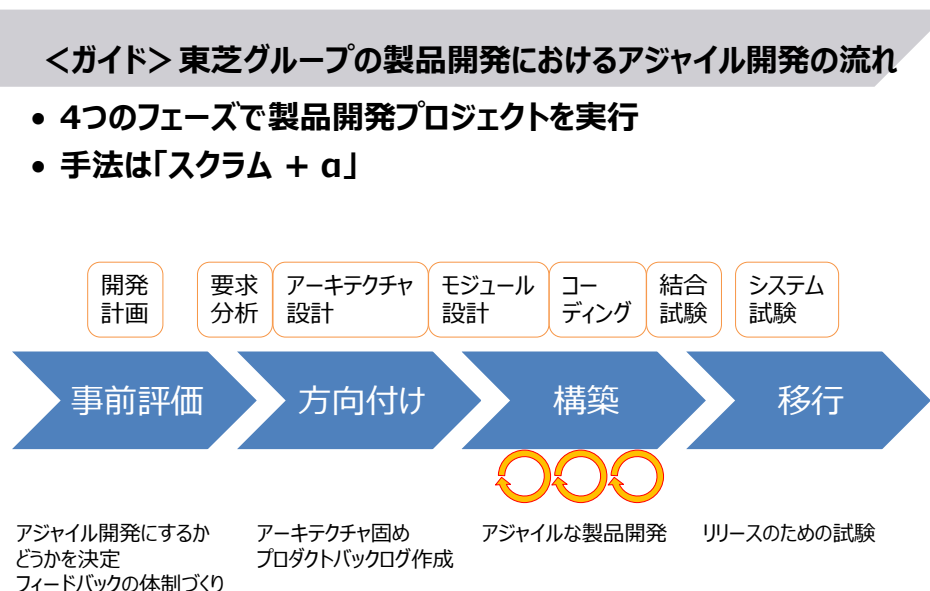 <ガイド> 東芝グループの製品開発におけるアジャイル開発の流れ
• 4つのフェーズで製品開発プロジェクトを実行
• 手法は「スクラム + α」
開発
計画
要求
分析
アーキテクチャ
設計
モジュール
設計
コー
ディング
結合
試験
システム
試験
事前評価
方向付け
構築
移行
アジャイル開発にするか
どうかを決定
フィードバックの体制づくり
アーキテクチャ固め
プロダクトバックログ作成
アジャイルな製品開発
リリースのための試験